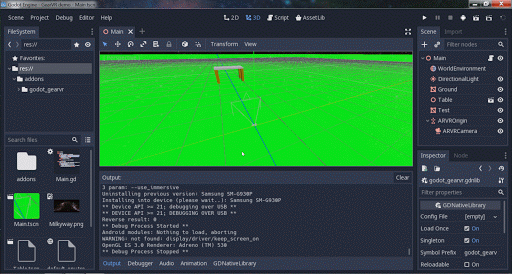 Godot Engine - GearVR demo - Main.tscn
Scene Project Debug Editor Help
2D 3D Script AssetLib
FileSystem
Main
Scene Import
res://
Transform View
Filter nodes
Favorites:
res://
addons
godot_gearvr
Main
WorldEnvironment
DirectionalLight
Ground
Table
Test
ARVROrigin
ARVRCamera
Search files
addons
Main.gd
Main.tscn
Milkyway.png
Output:
Clear
3 param: --use_immersive
Uninstalling previous version: Samsung SM-G930P
Installing into device (please wait..): Samsung SM-G930P
** Device API >= 21; debugging over USB **
** DEVICE API >= 21; DEBUGGING OVER USB **
Reverse result: 0
** Debug Process Started **
Android modules: Nothing to load, aborting
WARNING: not found: display/driver/keep_screen_on
OpenGL ES 3.0 Renderer: Adreno (TM) 530
** Debug Process Stopped **
Output Debugger Audio Animation GDNativeLibrary
Inspector Node
godot_gearvr.gdnlib
Filter properties
GDNativeLibrary
Config File [empty]
Load Once On
Singleton On
Symbol Prefix godot_
Reloadable On